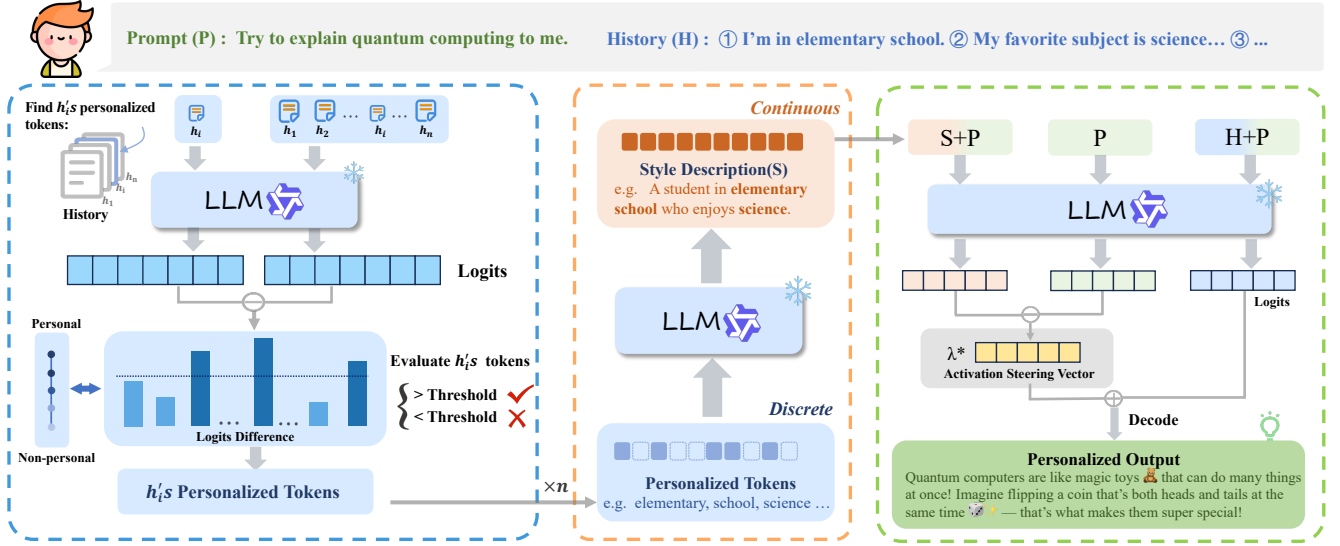 Prompt (P) : Try to explain quantum computing to me.
History (H) : ① I'm in elementary school. ② My favorite subject is science… ③ ...
Find h'ᵢs personalized
tokens:
hₙ
hᵢ
h₁
History
hᵢ
h₁ h₂ … hᵢ … hₙ
LLM
Logits
Personal
Non-personal
… …
Logits Difference
Evaluate h'ᵢs tokens
> Threshold
< Threshold
h'ᵢs Personalized Tokens
×n
Continuous
Style Description(S)
e.g. A student in elementary
school who enjoys science.
LLM
Discrete
Personalized Tokens
e.g. elementary, school, science …
S+P
P
H+P
LLM
Logits
λ*
Activation Steering Vector
Decode
Personalized Output
Quantum computers are like magic toys 🧸 that can do many things
at once! Imagine flipping a coin that's both heads and tails at the
same time 🎲✨ — that's what makes them super special!